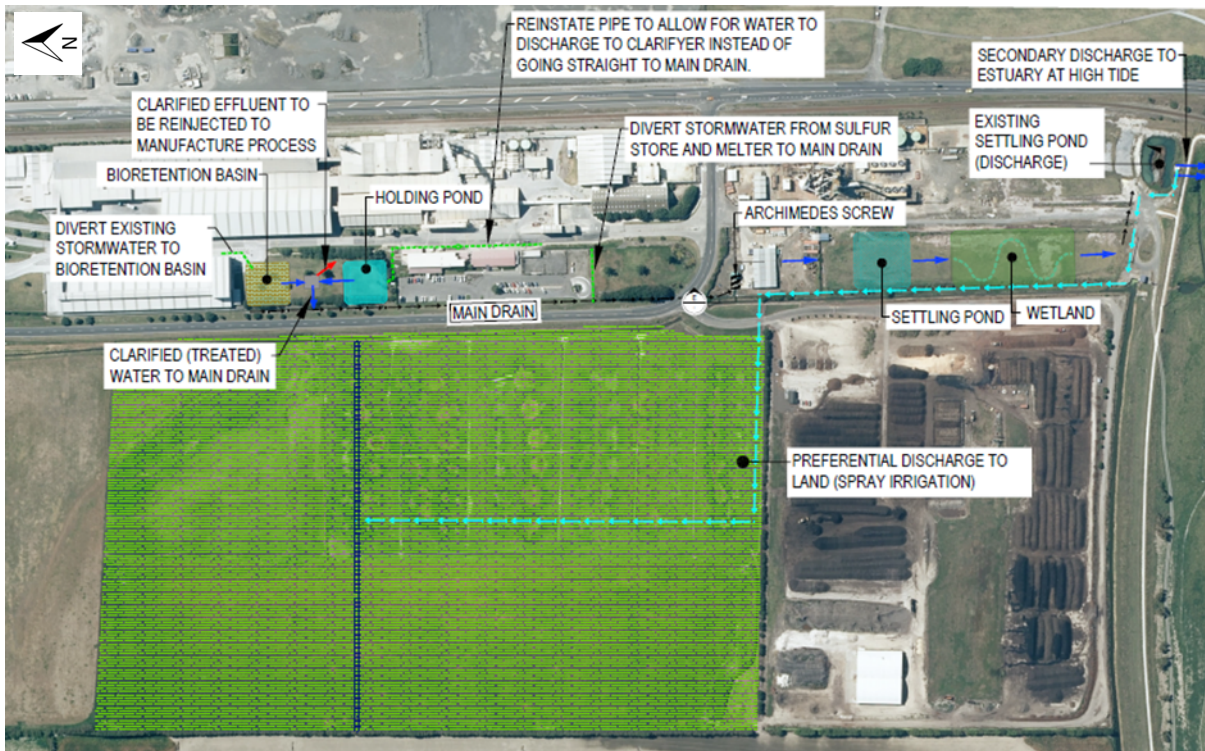 N
REINSTATE PIPE TO ALLOW FOR WATER TO
DISCHARGE TO CLARIFYER INSTEAD OF
GOING STRAIGHT TO MAIN DRAIN.
SECONDARY DISCHARGE TO
ESTUARY AT HIGH TIDE
CLARIFIED EFFLUENT TO
BE REINJECTED TO
MANUFACTURE PROCESS
DIVERT STORMWATER FROM SULFUR
STORE AND MELTER TO MAIN DRAIN
EXISTING
SETTLING POND
(DISCHARGE)
BIORETENTION BASIN
HOLDING POND
ARCHIMEDES SCREW
DIVERT EXISTING
STORMWATER TO
BIORETENTION BASIN
MAIN DRAIN
SETTLING POND
WETLAND
CLARIFIED (TREATED)
WATER TO MAIN DRAIN
PREFERENTIAL DISCHARGE TO
LAND (SPRAY IRRIGATION)